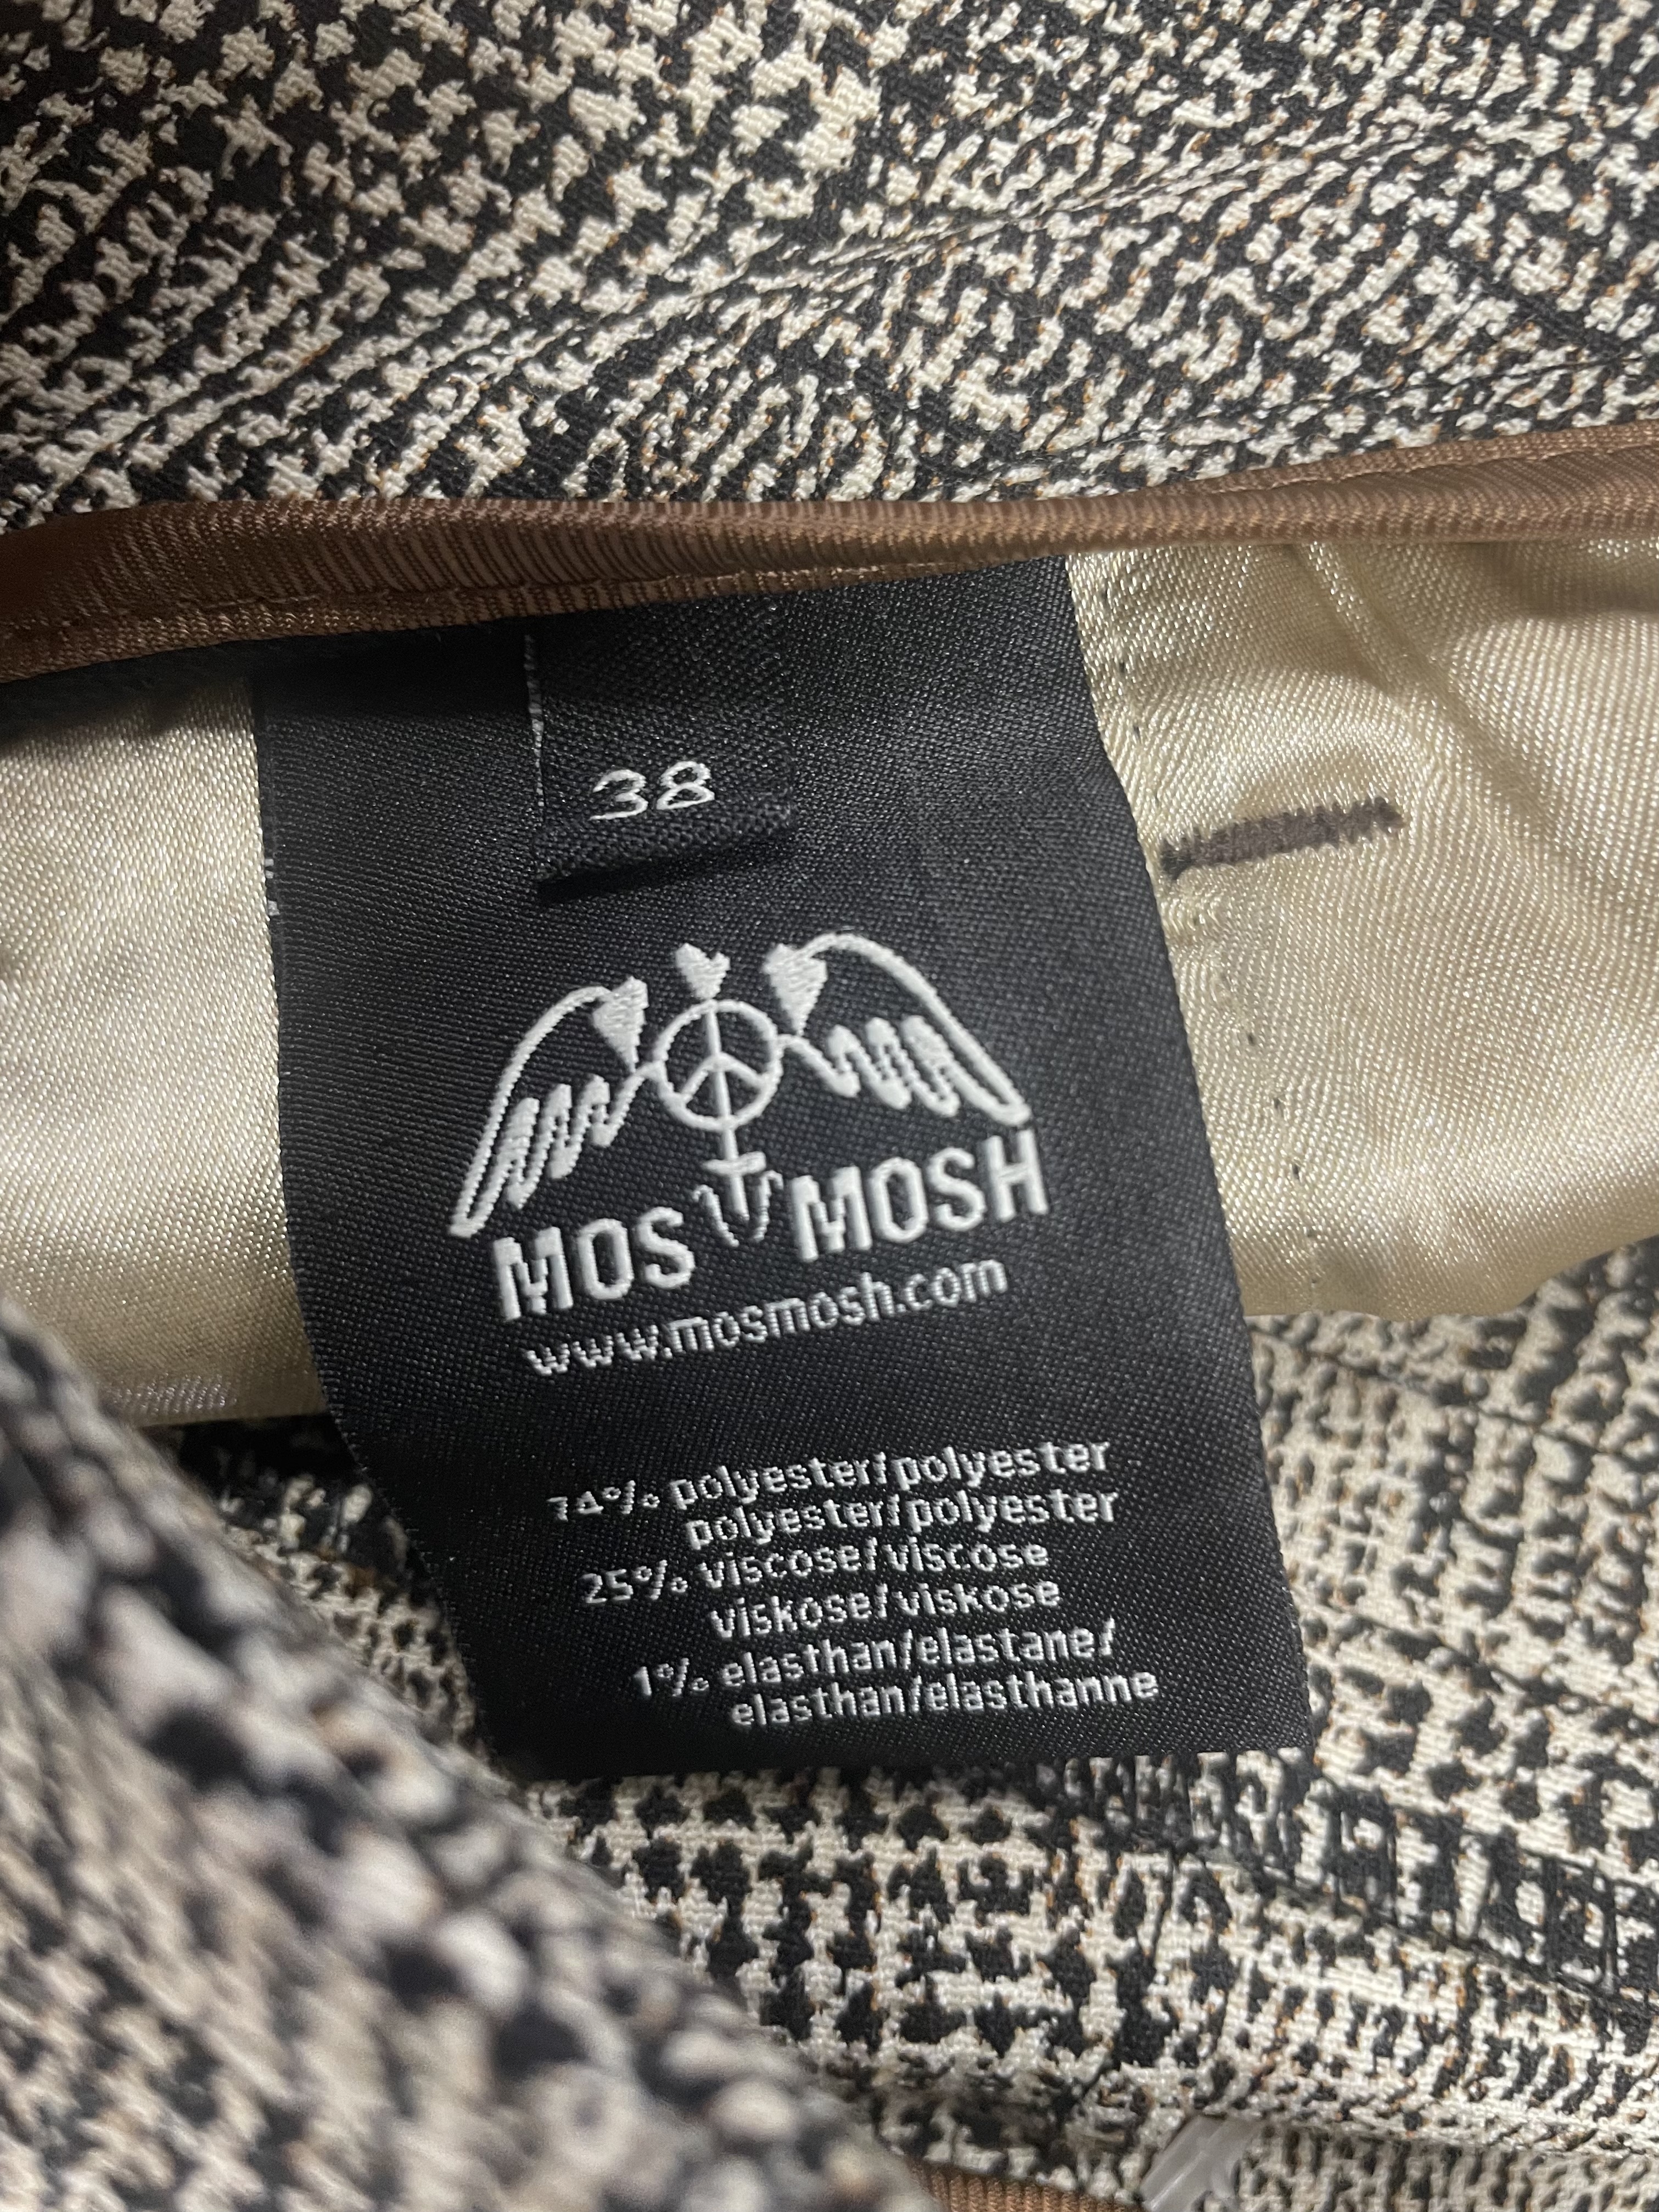 38
MOS MOSH
www.mosmosh.com
74% polyester/polyester
polyester/polyester
25% viscose/viscose
viskose/viskose
1% elasthan/elastane/
elasthan/elasthanne